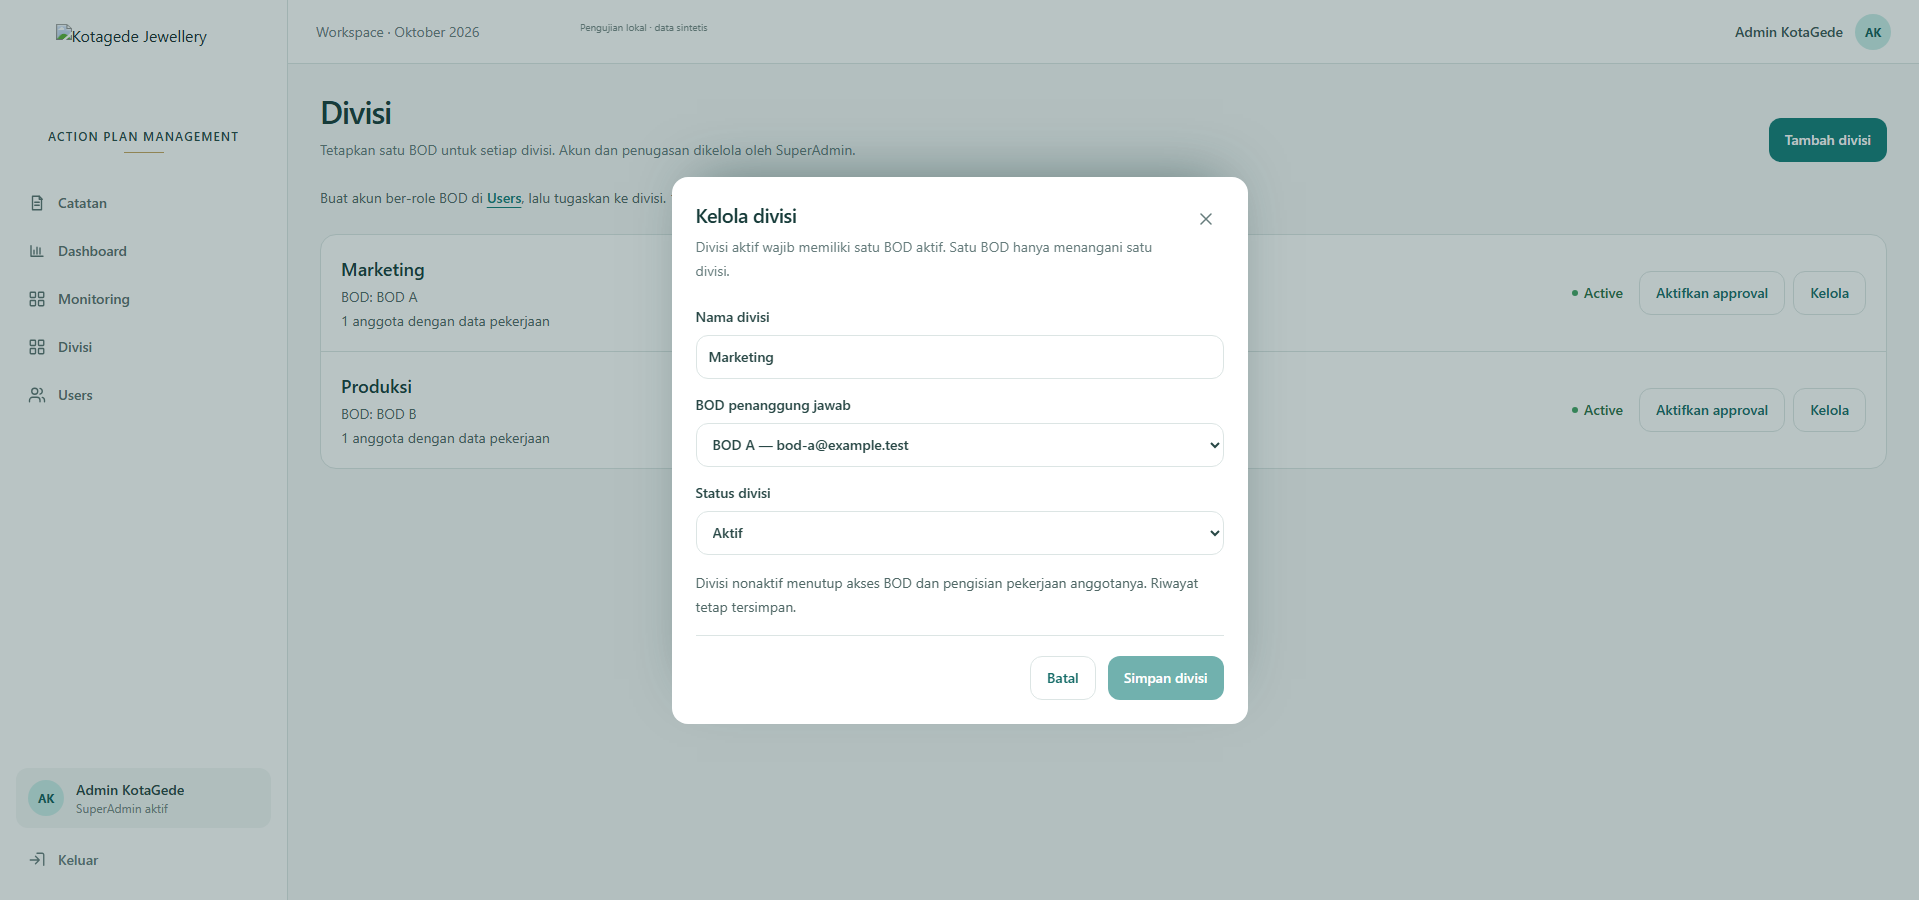 Kotagede Jewellery
ACTION PLAN MANAGEMENT
Catatan
Dashboard
Monitoring
Divisi
Users
AK
Admin KotaGede
SuperAdmin aktif
Keluar
Workspace · Oktober 2026
Pengujian lokal · data sintetis
Admin KotaGede
AK
Divisi
Tetapkan satu BOD untuk setiap divisi. Akun dan penugasan dikelola oleh SuperAdmin.
Tambah divisi
Buat akun ber-role BOD di Users, lalu tugaskan ke divisi.
Marketing
BOD: BOD A
1 anggota dengan data pekerjaan
Active
Aktifkan approval
Kelola
Produksi
BOD: BOD B
1 anggota dengan data pekerjaan
Active
Aktifkan approval
Kelola
Kelola divisi
Divisi aktif wajib memiliki satu BOD aktif. Satu BOD hanya menangani satu
divisi.
Nama divisi
Marketing
BOD penanggung jawab
BOD A — bod-a@example.test
Status divisi
Aktif
Divisi nonaktif menutup akses BOD dan pengisian pekerjaan anggotanya. Riwayat
tetap tersimpan.
Batal
Simpan divisi